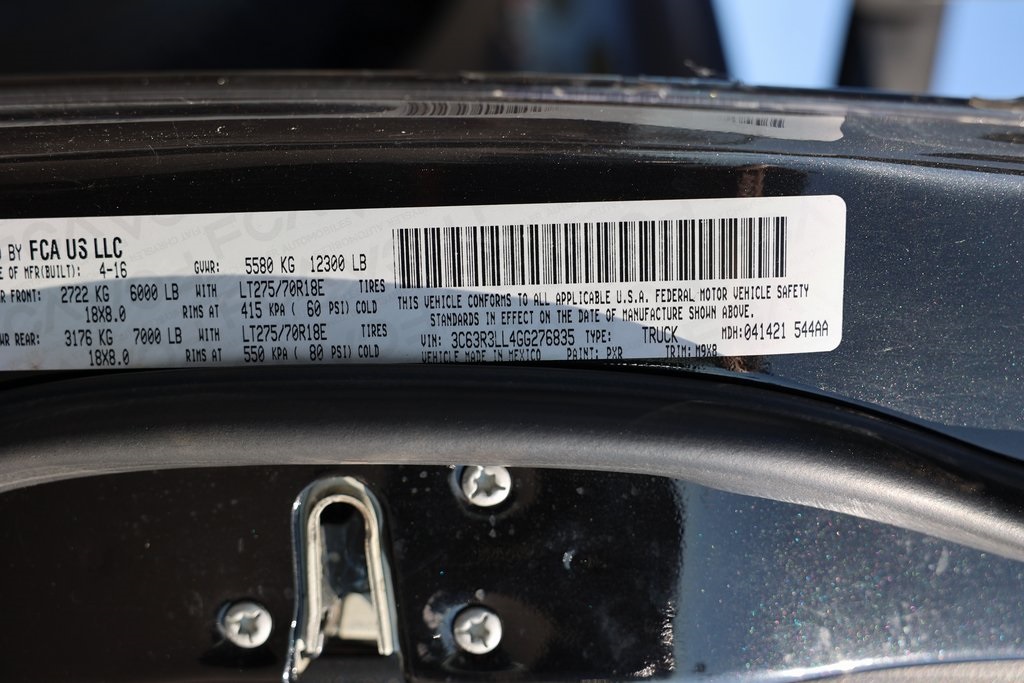 BY FCA US LLC
OF MFR(BUILT): 4-16 GVWR: 5580 KG 12300 LB
FRONT: 2722 KG 6000 LB WITH LT275/70R18E TIRES
18X8.0 RIMS AT 415 KPA ( 60 PSI) COLD
REAR: 3176 KG 7000 LB WITH LT275/70R18E TIRES
18X8.0 RIMS AT 550 KPA ( 80 PSI) COLD
THIS VEHICLE CONFORMS TO ALL APPLICABLE U.S.A. FEDERAL MOTOR VEHICLE SAFETY
STANDARDS IN EFFECT ON THE DATE OF MANUFACTURE SHOWN ABOVE.
VIN: 3C63R3LL4GG276835 TYPE: TRUCK MDH:041421 544AA
VEHICLE MADE IN MEXICO PAINT: PXR TRIM: M9X8